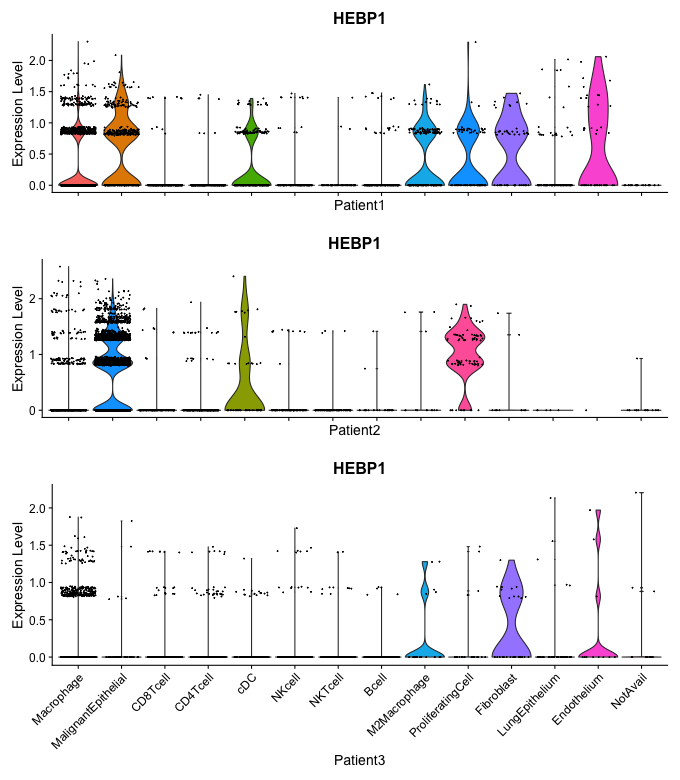 HEBP1
Expression Level
2.0
1.5
1.0
0.5
0.0
Patient1
HEBP1
Expression Level
2
1
0
Patient2
HEBP1
Expression Level
2.0
1.5
1.0
0.5
0.0
Macrophage
MalignantEpithelial
CD8Tcell
CD4Tcell
cDC
NKcell
NKTcell
Bcell
M2Macrophage
ProliferatingCell
Fibroblast
LungEpithelium
Endothelium
NotAvail
Patient3